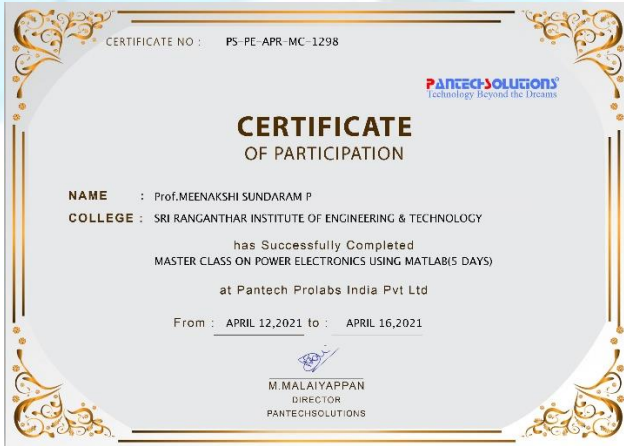 CERTIFICATE NO : PS-PE-APR-MC-1298
PANTECHSOLUTIONS
Technology Beyond the Dreams
CERTIFICATE
OF PARTICIPATION
NAME : Prof.MEENAKSHI SUNDARAM P
COLLEGE : SRI RANGANTHAR INSTITUTE OF ENGINEERING & TECHNOLOGY
has Successfully Completed
MASTER CLASS ON POWER ELECTRONICS USING MATLAB(5 DAYS)
at Pantech Prolabs India Pvt Ltd
From : APRIL 12,2021 to : APRIL 16,2021
M.MALAIYAPPAN
DIRECTOR
PANTECHSOLUTIONS